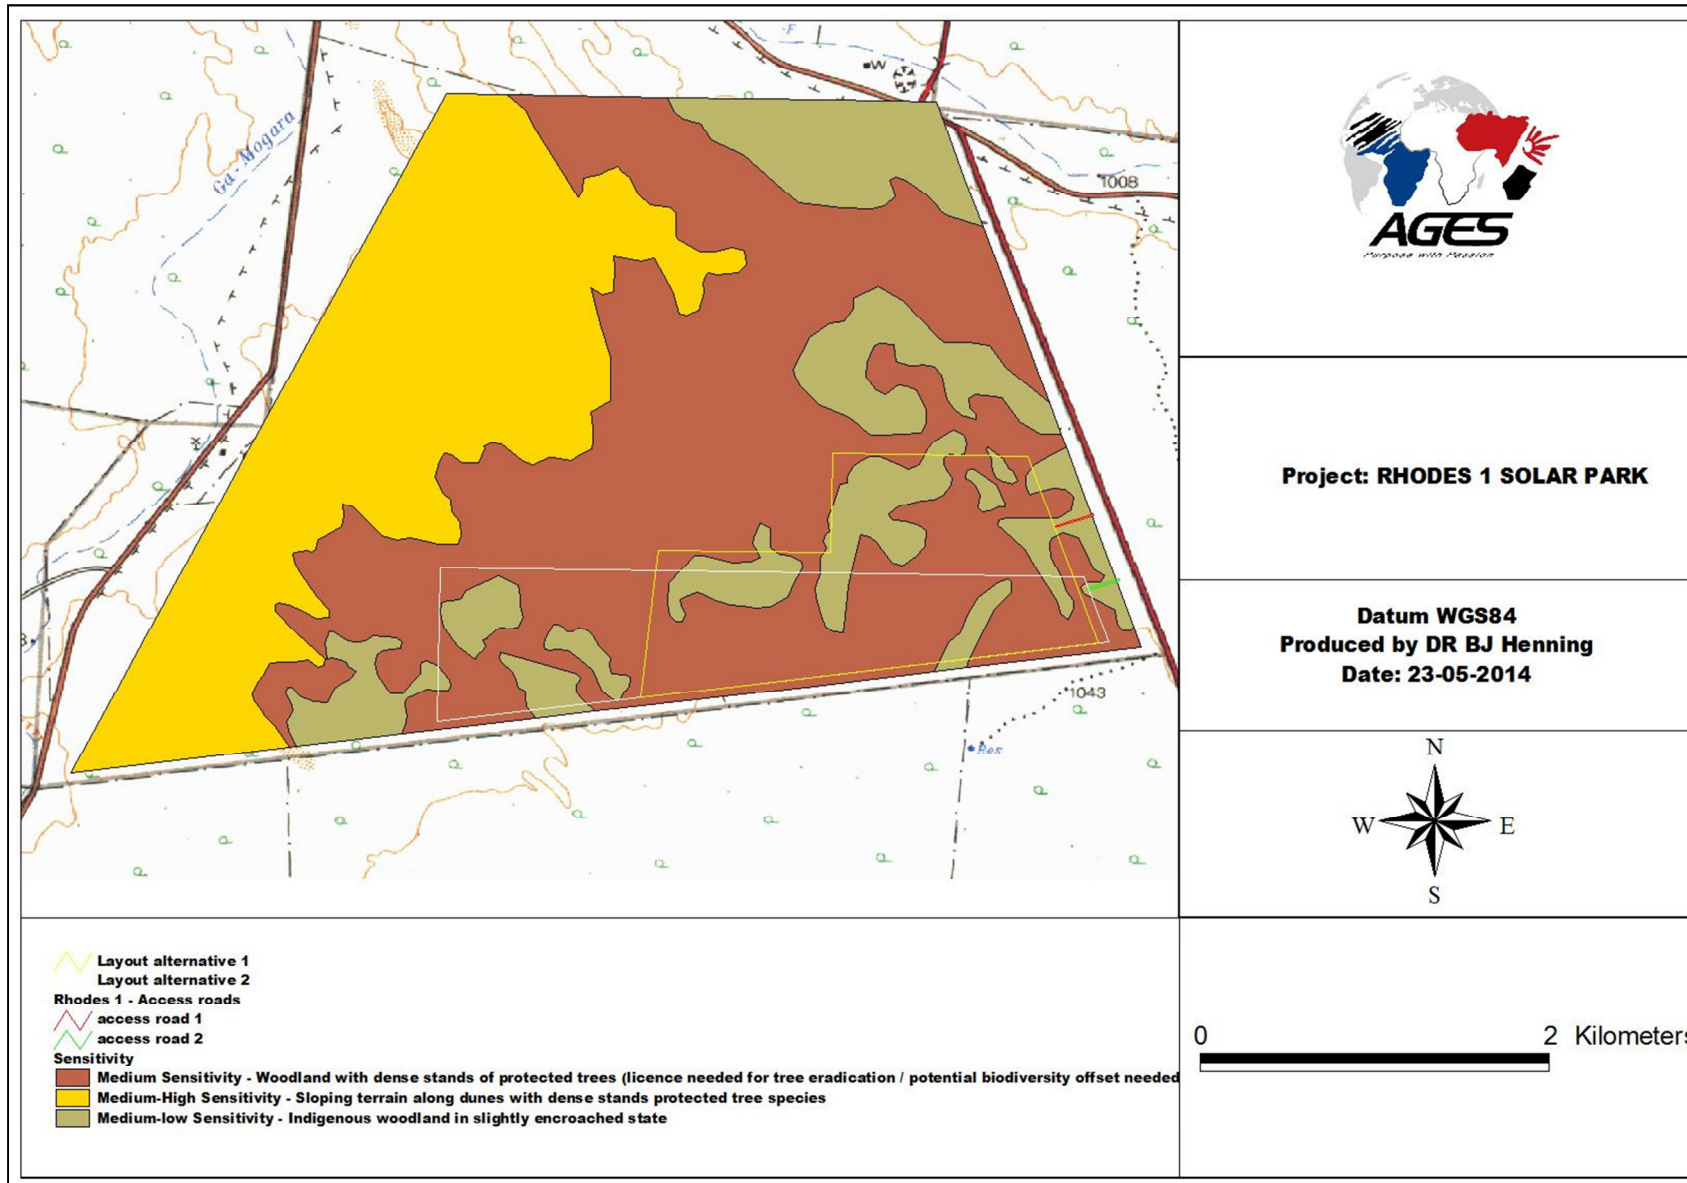 W
Ga-Mogara
1008
1043
Res
AGES
Purpose with Passion
Project: RHODES 1 SOLAR PARK
Datum WGS84
Produced by DR BJ Henning
Date: 23-05-2014
N
W E
S
Layout alternative 1
Layout alternative 2
Rhodes 1 - Access roads
access road 1
access road 2
Sensitivity
Medium Sensitivity - Woodland with dense stands of protected trees (licence needed for tree eradication / potential biodiversity offset needed
Medium-High Sensitivity - Sloping terrain along dunes with dense stands protected tree species
Medium-low Sensitivity - Indigenous woodland in slightly encroached state
0 2 Kilometers